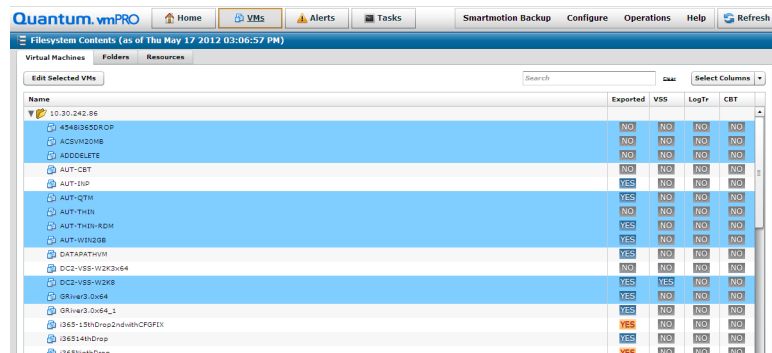 Quantum. vmPRO Home VMs Alerts Tasks Smartmotion Backup Configure Operations Help Refresh
Filesystem Contents (as of Thu May 17 2012 03:06:57 PM)
Virtual Machines Folders Resources
Edit Selected VMs Search Clear Select Columns
Name Exported VSS LogTr CBT
10.30.242.86
4548i365DROP NO NO NO NO
ACSVM20MB NO NO NO NO
ADDDELETE NO NO NO NO
AUT-CBT NO NO NO NO
AUT-INP YES NO NO NO
AUT-QTM YES NO NO NO
AUT-THIN NO NO NO NO
AUT-THIN-RDM YES NO NO NO
AUT-WIN2GB YES NO NO NO
DATAPATHVM YES NO NO NO
DC2-VSS-W2K3x64 NO NO NO NO
DC2-VSS-W2K8 YES YES NO NO
GRiver3.0x64 YES NO NO NO
GRiver3.0x64_1 YES NO NO NO
i365-15thDrop2ndwithCFGFIX YES NO NO NO
i36514thDrop YES NO NO NO
YES NO NO NO